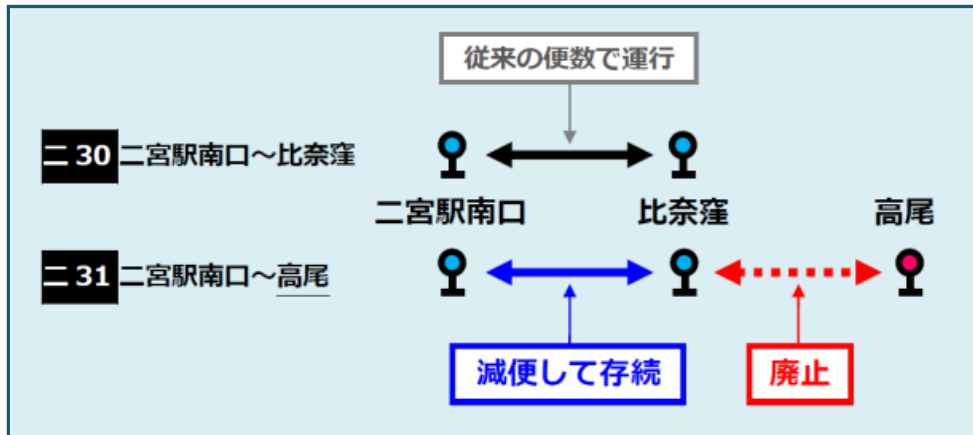 従来の便数で運行
二30 二宮駅南口～比奈窪
二宮駅南口 比奈窪 高尾
二31 二宮駅南口～高尾
減便して存続 廃止